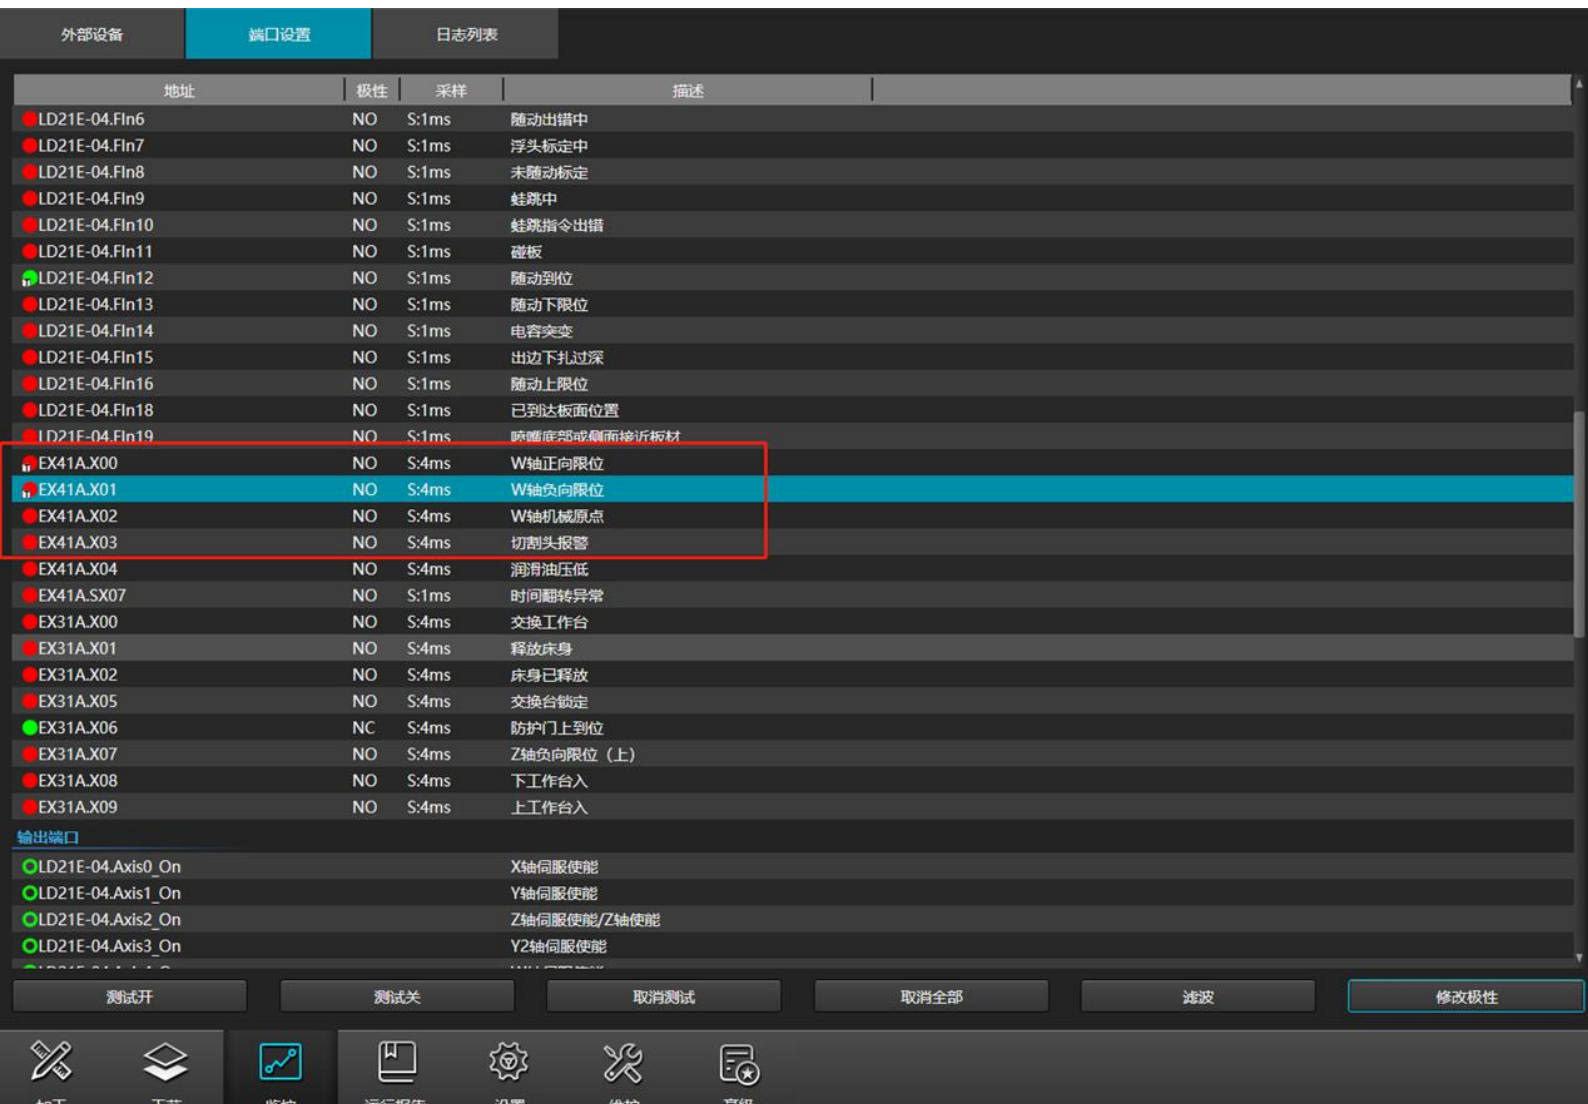 外部设备 端口设置 日志列表
地址 极性 采样 描述
LD21E-04.FIn6 NO S:1ms 随动出错中
LD21E-04.FIn7 NO S:1ms 浮头标定中
LD21E-04.FIn8 NO S:1ms 未随动标定
LD21E-04.FIn9 NO S:1ms 蛙跳中
LD21E-04.FIn10 NO S:1ms 蛙跳指令出错
LD21E-04.FIn11 NO S:1ms 碰板
LD21E-04.FIn12 NO S:1ms 随动到位
LD21E-04.FIn13 NO S:1ms 随动下限位
LD21E-04.FIn14 NO S:1ms 电容突变
LD21E-04.FIn15 NO S:1ms 出边下扎过深
LD21E-04.FIn16 NO S:1ms 随动上限位
LD21E-04.FIn18 NO S:1ms 已到达板面位置
LD21E-04.FIn19 NO S:1ms 喷嘴底部或侧面接近板材
EX41A.X00 NO S:4ms W轴正向限位
EX41A.X01 NO S:4ms W轴负向限位
EX41A.X02 NO S:4ms W轴机械原点
EX41A.X03 NO S:4ms 切割头报警
EX41A.X04 NO S:4ms 润滑油压低
EX41A.SX07 NO S:1ms 时间翻转异常
EX31A.X00 NO S:4ms 交换工作台
EX31A.X01 NO S:4ms 释放床身
EX31A.X02 NO S:4ms 床身已释放
EX31A.X05 NO S:4ms 交换台锁定
EX31A.X06 NC S:4ms 防护门上到位
EX31A.X07 NO S:4ms Z轴负向限位（上）
EX31A.X08 NO S:4ms 下工作台入
EX31A.X09 NO S:4ms 上工作台入
输出端口
LD21E-04.Axis0_On X轴伺服使能
LD21E-04.Axis1_On Y轴伺服使能
LD21E-04.Axis2_On Z轴伺服使能/Z轴使能
LD21E-04.Axis3_On Y2轴伺服使能
测试开 测试关 取消测试 取消全部 滤波 修改极性